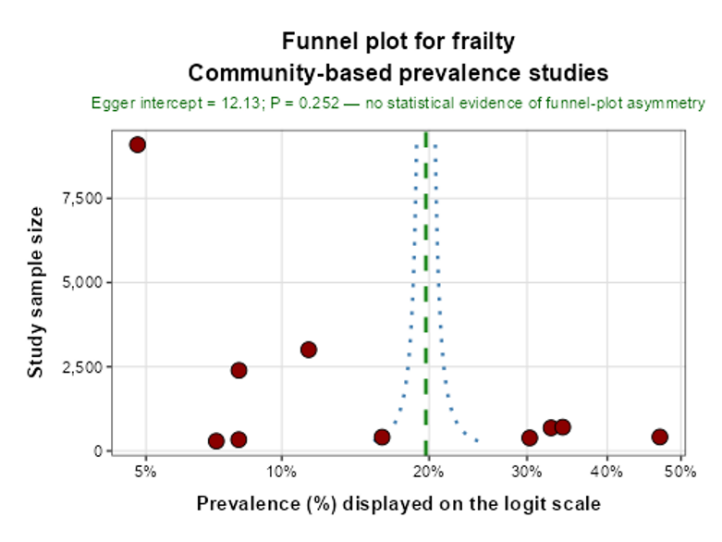 Funnel plot for frailty
Community-based prevalence studies
Egger intercept = 12.13; P = 0.252 — no statistical evidence of funnel-plot asymmetry
Study sample size
7,500
5,000
2,500
0
5% 10% 20% 30% 40% 50%
Prevalence (%) displayed on the logit scale